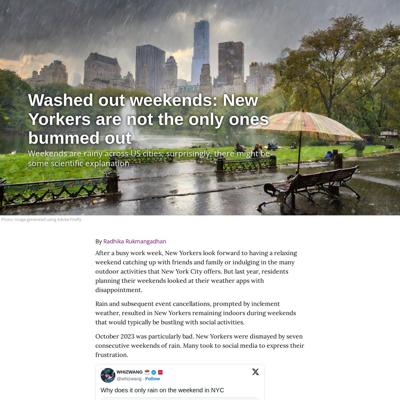 Washed out weekends: New
Yorkers are not the only ones
bummed out
Weekends are rainy across US cities; surprisingly, there might be
some scientific explanation
Photo: Image generated using Adobe Firefly
By Radhika Rukmangadhan
After a busy work week, New Yorkers look forward to having a relaxing
weekend catching up with friends and family or indulging in the many
outdoor activities that New York City offers. But last year, residents
planning their weekends looked at their weather apps with
disappointment.
Rain and subsequent event cancellations, prompted by inclement
weather, resulted in New Yorkers remaining indoors during weekends
that would typically be bustling with social activities.
October 2023 was particularly bad. New Yorkers were dismayed by seven
consecutive weekends of rain. Many took to social media to express their
frustration.
WHIZWANG
@whizwang · Follow
Why does it only rain on the weekend in NYC